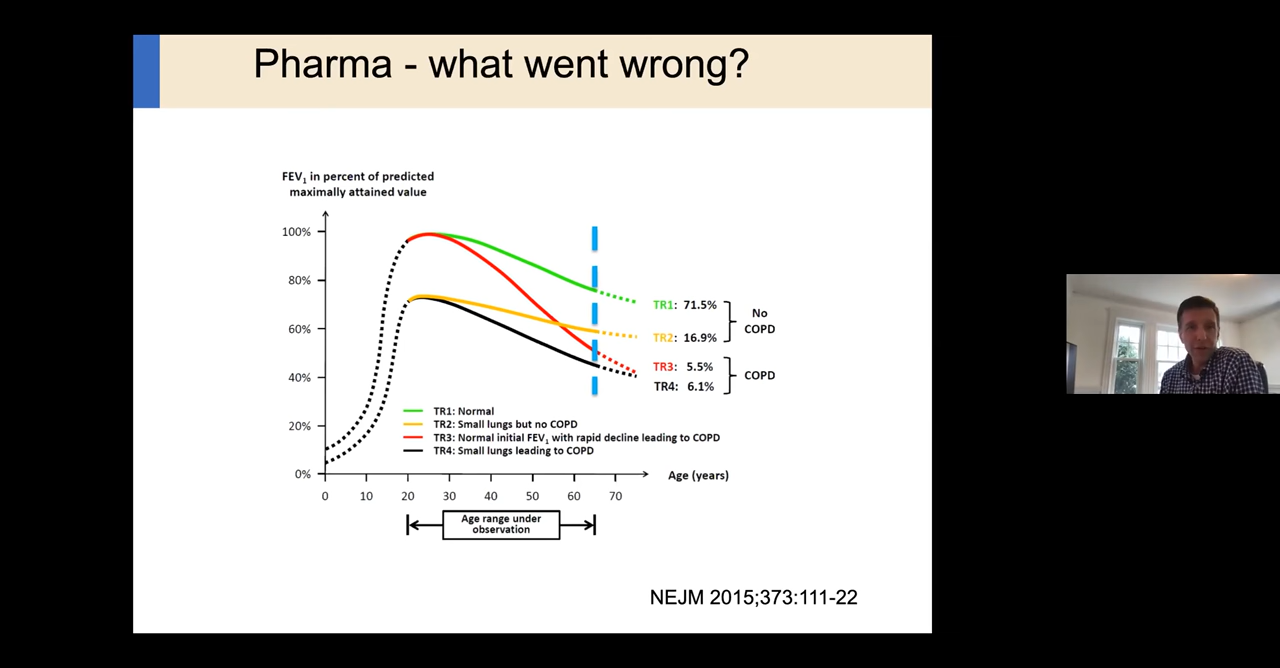 Pharma - what went wrong?
FEV1 in percent of predicted
maximally attained value
100%
80%
60%
40%
20%
0%
0 10 20 30 40 50 60 70
Age (years)
TR1: 71.5%
TR2: 16.9%
No
COPD
TR3: 5.5%
TR4: 6.1%
COPD
TR1: Normal
TR2: Small lungs but no COPD
TR3: Normal initial FEV1 with rapid decline leading to COPD
TR4: Small lungs leading to COPD
Age range under
observation
NEJM 2015;373:111-22